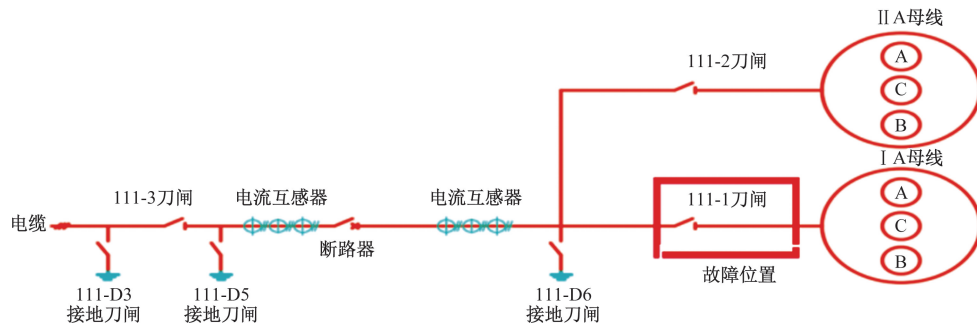 ⅡA母线
A
C
B
111-2刀闸
ⅠA母线
A
C
B
111-1刀闸
故障位置
电缆
111-3刀闸
电流互感器
断路器
电流互感器
111-D3
接地刀闸
111-D5
接地刀闸
111-D6
接地刀闸